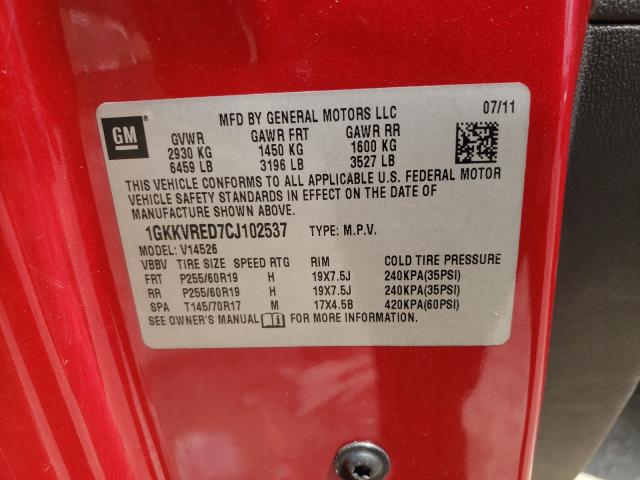 MFD BY GENERAL MOTORS LLC 07/11
GM GVWR GAWR FRT GAWR RR
2930 KG 1450 KG 1600 KG
6459 LB 3196 LB 3527 LB
THIS VEHICLE CONFORMS TO ALL APPLICABLE U.S. FEDERAL MOTOR
VEHICLE SAFETY STANDARDS IN EFFECT ON THE DATE OF
MANUFACTURE SHOWN ABOVE.
1GKKVRED7CJ102537 TYPE: M.P.V.
MODEL: V14526
VBBV TIRE SIZE SPEED RTG RIM COLD TIRE PRESSURE
FRT P255/60R19 H 19X7.5J 240KPA(35PSI)
RR P255/60R19 H 19X7.5J 240KPA(35PSI)
SPA T145/70R17 M 17X4.5B 420KPA(60PSI)
SEE OWNER'S MANUAL FOR MORE INFORMATION.